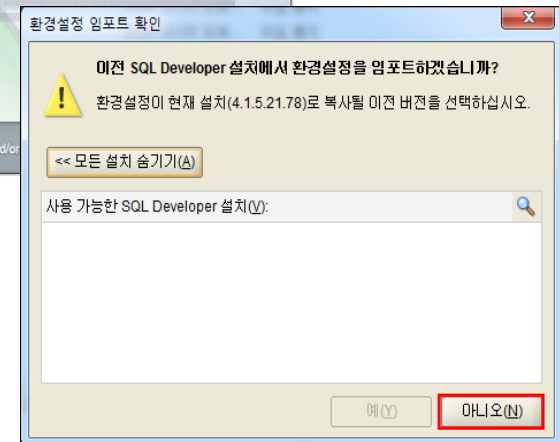 환경설정 임포트 확인
이전 SQL Developer 설치에서 환경설정을 임포트하겠습니까?
환경설정이 현재 설치(4.1.5.21.78)로 복사될 이전 버전을 선택하십시오.
d/or
<< 모든 설치 숨기기(A)
사용 가능한 SQL Developer 설치(V):
예(Y)
아니오(N)